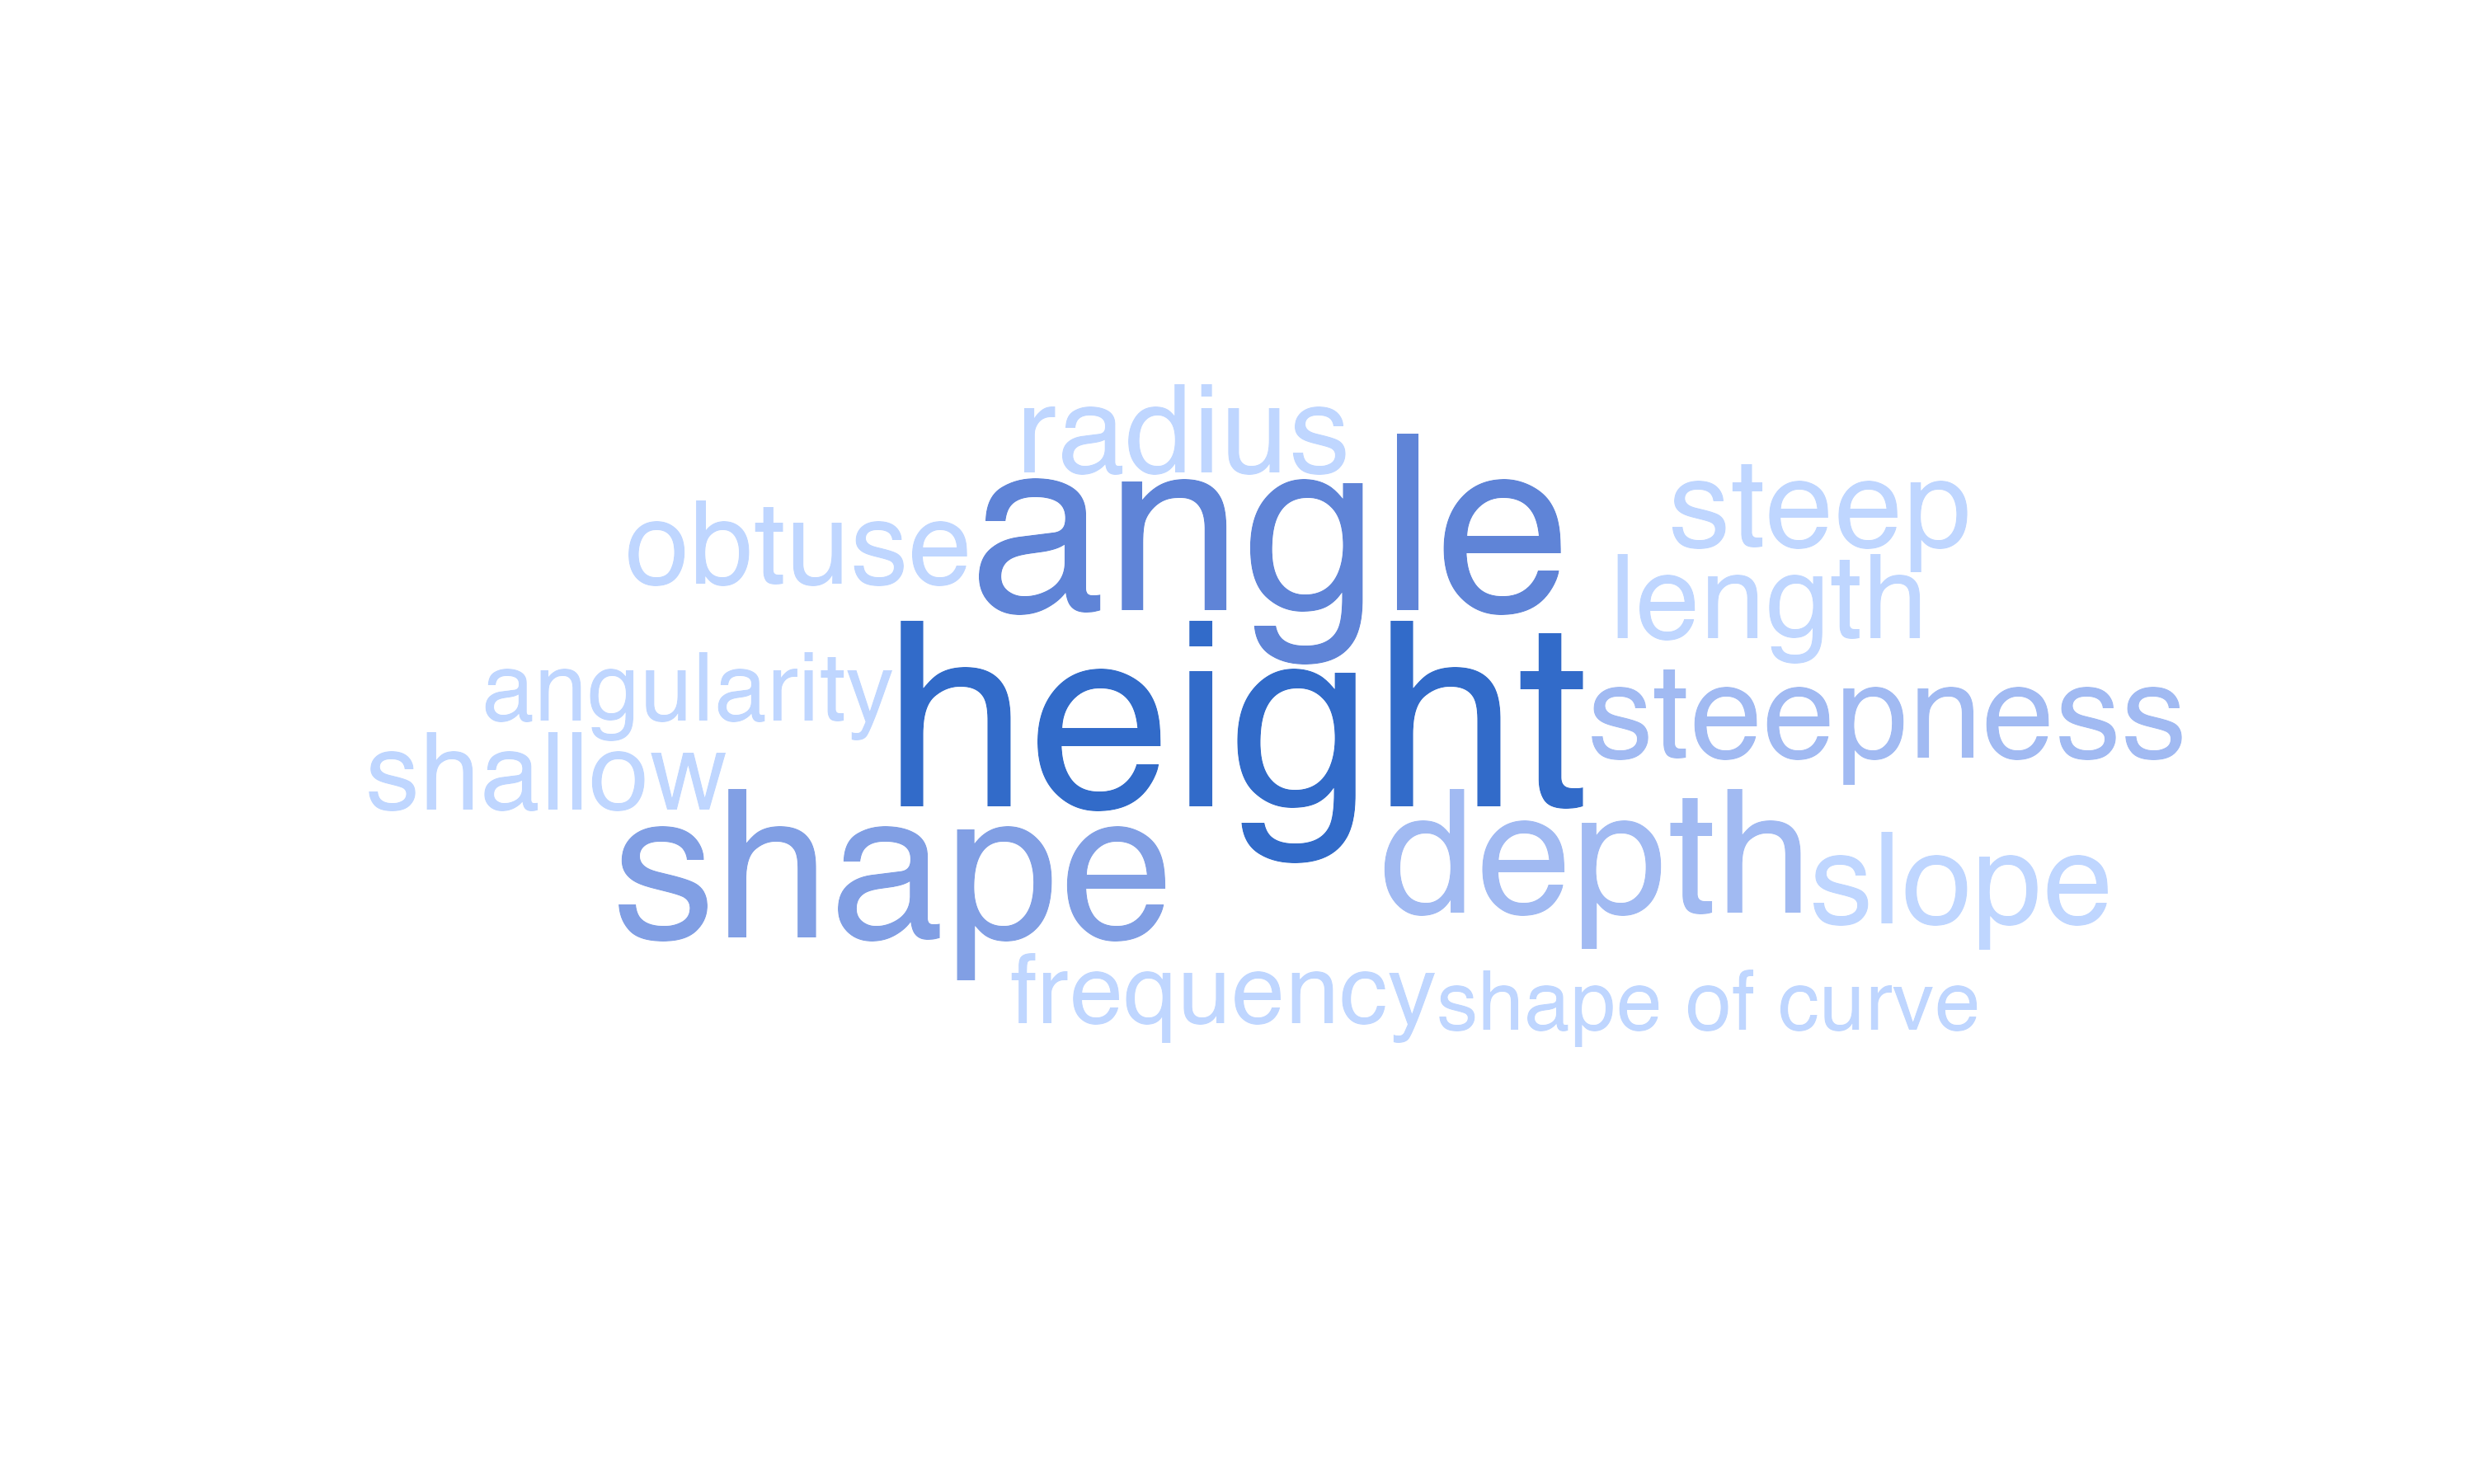 radius
angle
steep
obtuse
length
angularity
height
steepness
shallow
shape
depth
slope
frequency
shape of curve